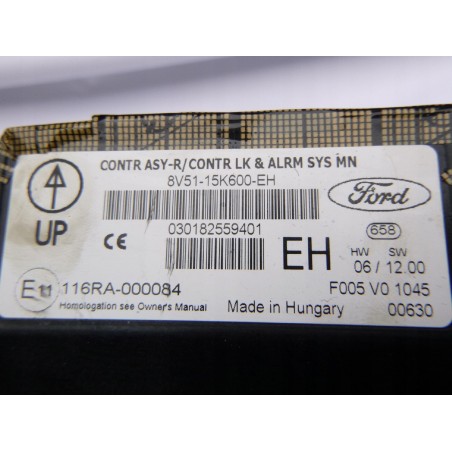 CONTR ASY-R/CONTR LK & ALRM SYS MN
8V51-15K600-EH
Ford
UP
CE
030182559401
EH
658
HW SW
06 / 12.00
E11
116RA-000084
F005 V0 1045
Homologation see Owner's Manual
Made in Hungary
00630